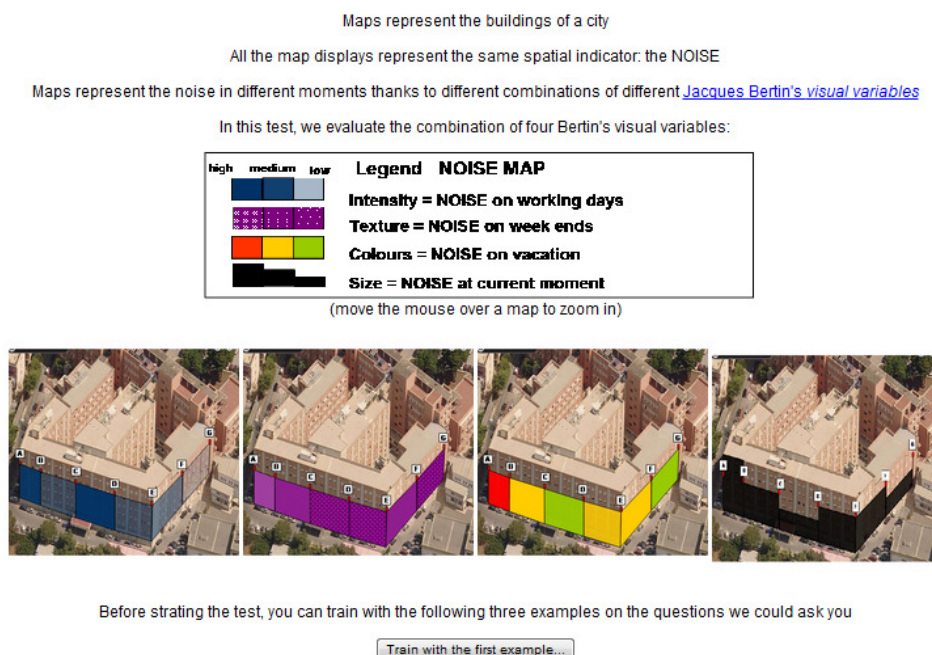 Maps represent the buildings of a city
All the map displays represent the same spatial indicator: the NOISE
Maps represent the noise in different moments thanks to different combinations of different Jacques Bertin's visual variables
In this test, we evaluate the combination of four Bertin's visual variables:
high medium low Legend NOISE MAP
Intensity = NOISE on working days
Texture = NOISE on week ends
Colours = NOISE on vacation
Size = NOISE at current moment
(move the mouse over a map to zoom in)
A B C D E F G
A B C D E F G
A B C D E F G
Before strating the test, you can train with the following three examples on the questions we could ask you
Train with the first example...